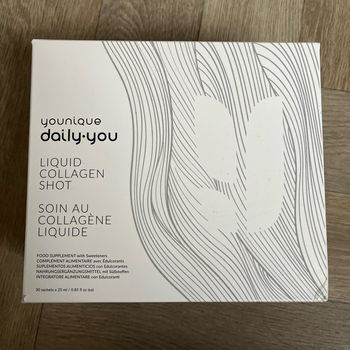 younique
daily·you
LIQUID
COLLAGEN
SHOT
SOIN AU
COLLAGÈNE
LIQUIDE
FOOD SUPPLEMENT with Sweeteners
COMPLÉMENT ALIMENTAIRE avec Édulcorants
SUPLEMENTOS ALIMENTICIOS con Edulcorantes
NAHRUNGSERGÄNZUNGSMITTEL mit Süßstoffen
INTEGRATORE ALIMENTARE con Edulcoranti
30 sachets x 25 ml / 0.85 fl oz (us)